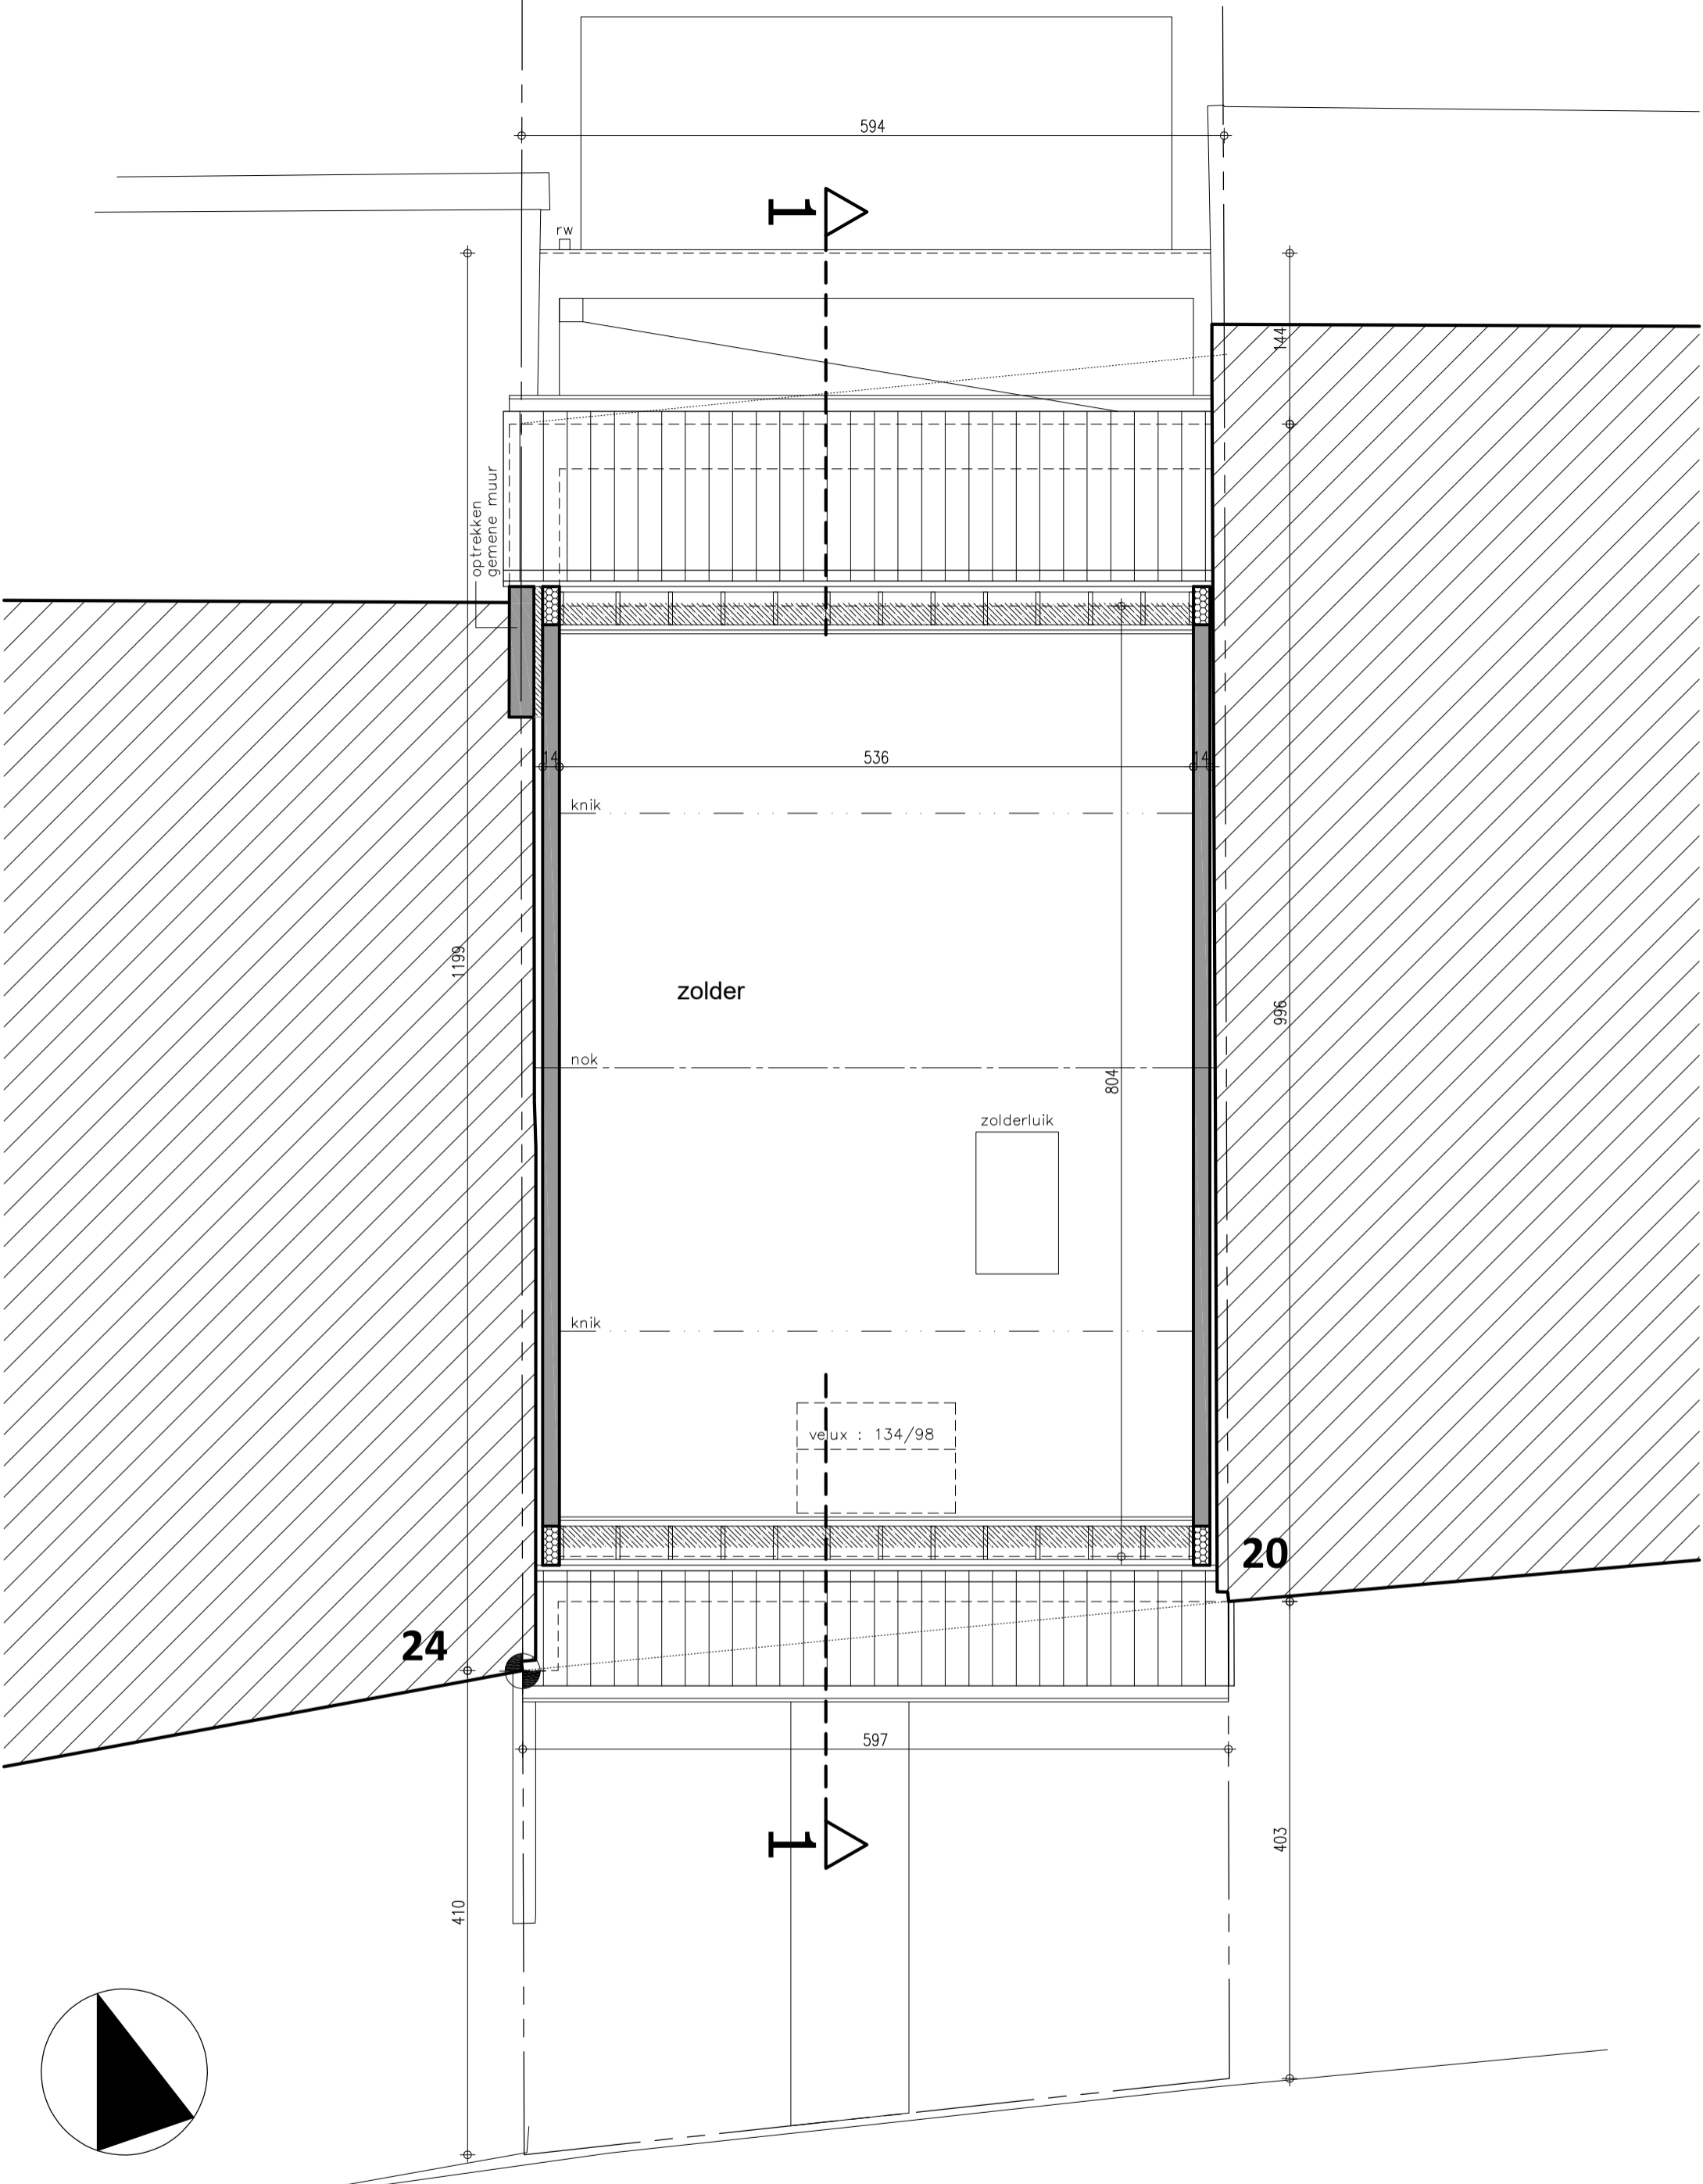 594
1
rw
144
optrekken
gemene muur
14
536
14
knik
1199
zolder
996
nok
804
zolderluik
knik
velux : 134/98
20
24
597
1
403
410